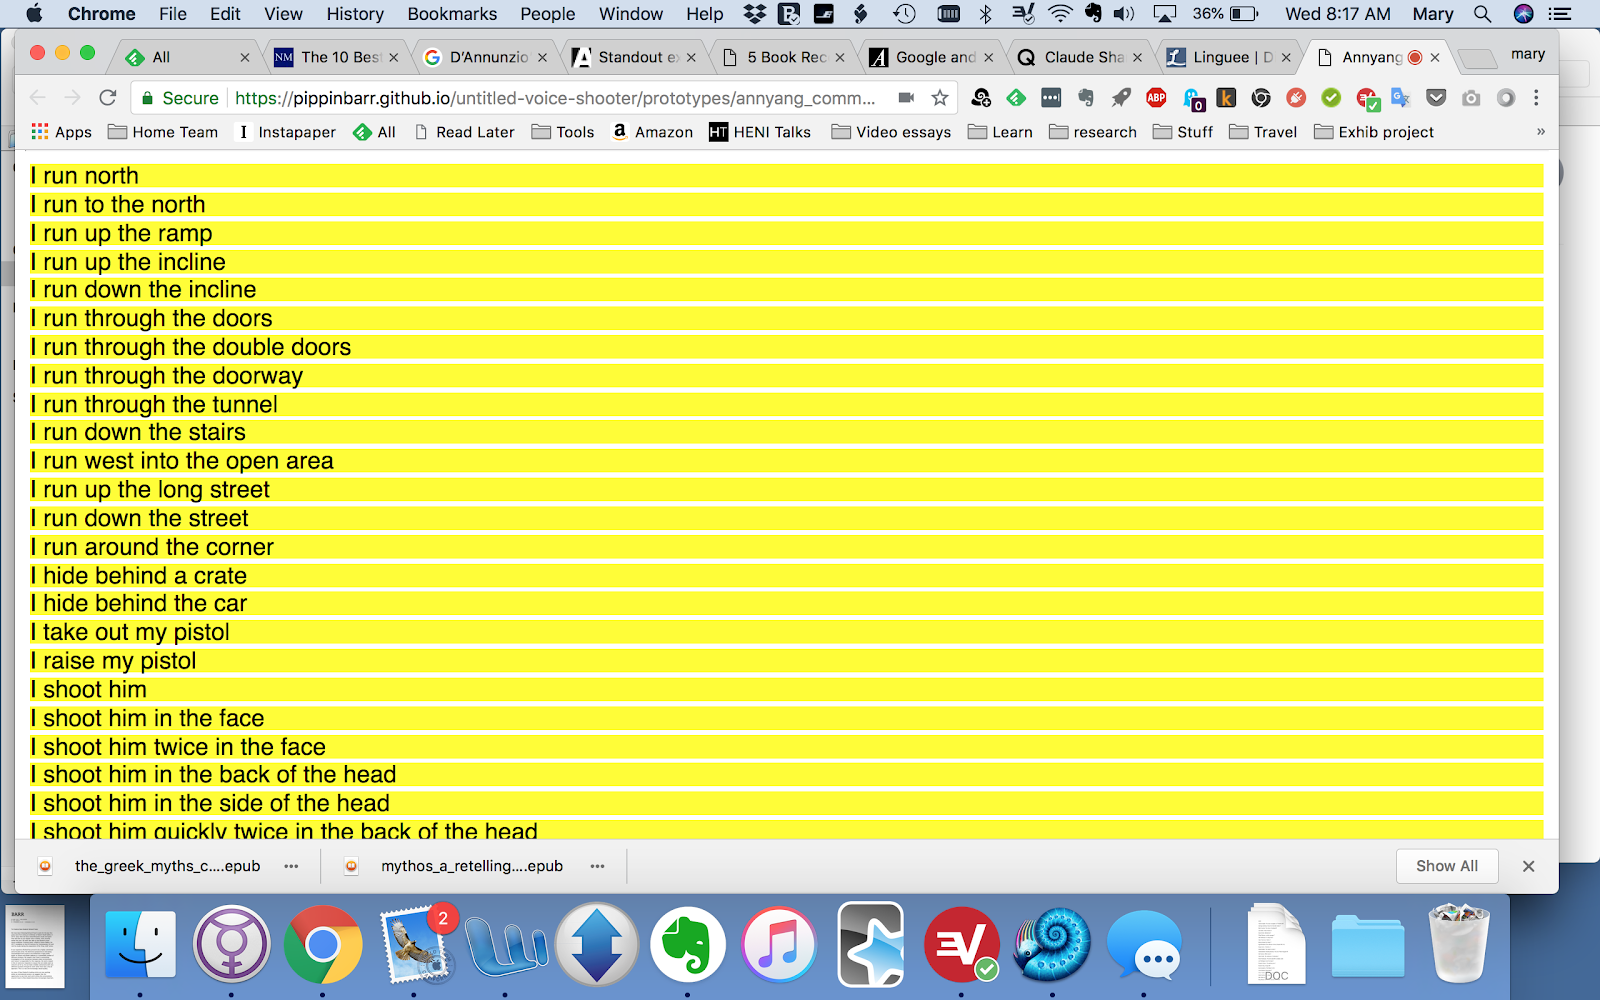 Chrome File Edit View History Bookmarks People Window Help 36% Wed 8:17 AM Mary
All The 10 Bes D'Annunzio Standout e 5 Book Rec Google and Claude Sha Linguee | D Annyang mary
Secure https://pippinbarr.github.io/untitled-voice-shooter/prototypes/annyang_comm... ABP 0 k
Apps Home Team Instapaper All Read Later Tools Amazon HT HENI Talks Video essays Learn research Stuff Travel Exhib project »
I run north
I run to the north
I run up the ramp
I run up the incline
I run down the incline
I run through the doors
I run through the double doors
I run through the doorway
I run through the tunnel
I run down the stairs
I run west into the open area
I run up the long street
I run down the street
I run around the corner
I hide behind a crate
I hide behind the car
I take out my pistol
I raise my pistol
I shoot him
I shoot him in the face
I shoot him twice in the face
I shoot him in the back of the head
I shoot him in the side of the head
I shoot him quickly twice in the back of the head
the_greek_myths_c....epub mythos_a_retelling....epub Show All
BARR
2
DOC